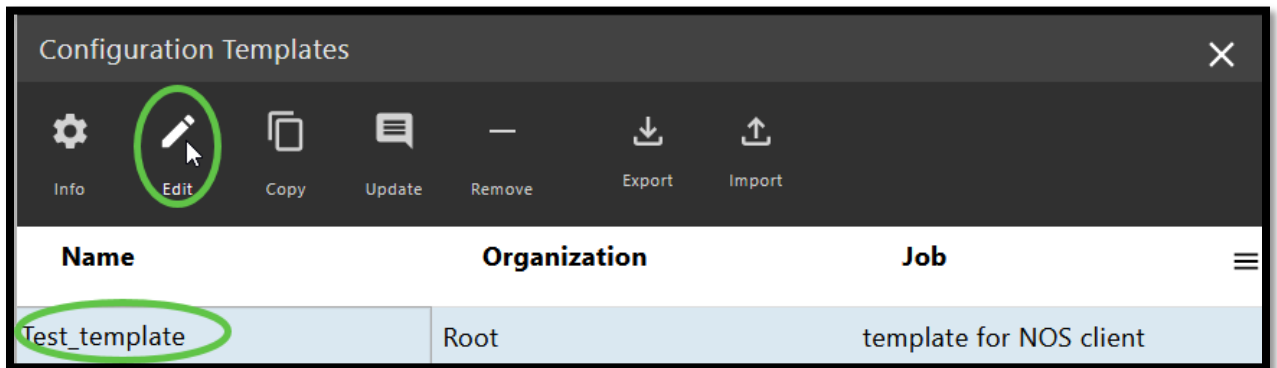 Configuration Templates
Info Edit Copy Update Remove Export Import
Name Organization Job
Test_template Root template for NOS client